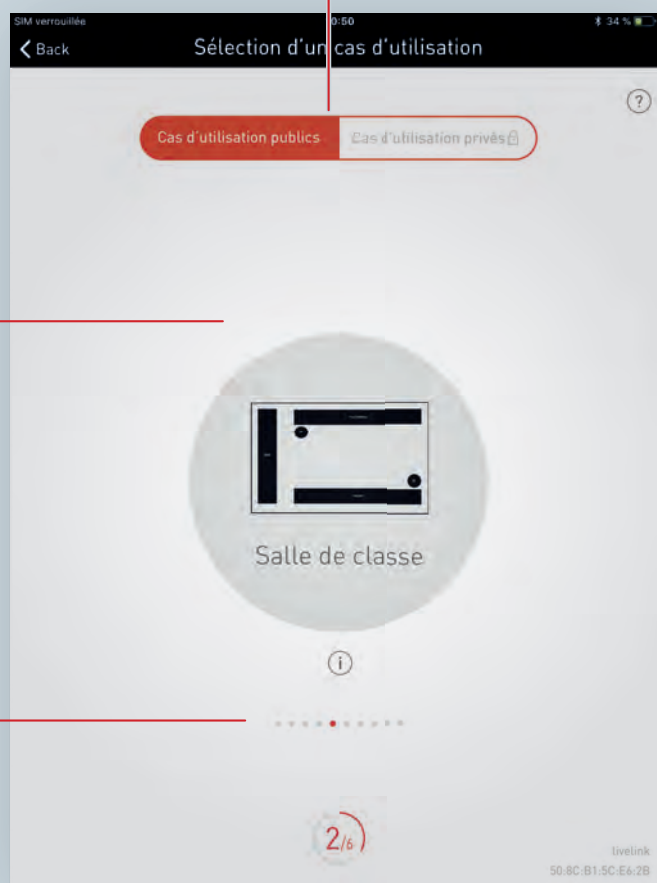 SIM verrouillée 0:50 34 %
Back Sélection d'un cas d'utilisation
?
Cas d'utilisation publics Cas d'utilisation privés
Salle de classe
i
2/6
livelink
50:8C:B1:5C:E6:2B